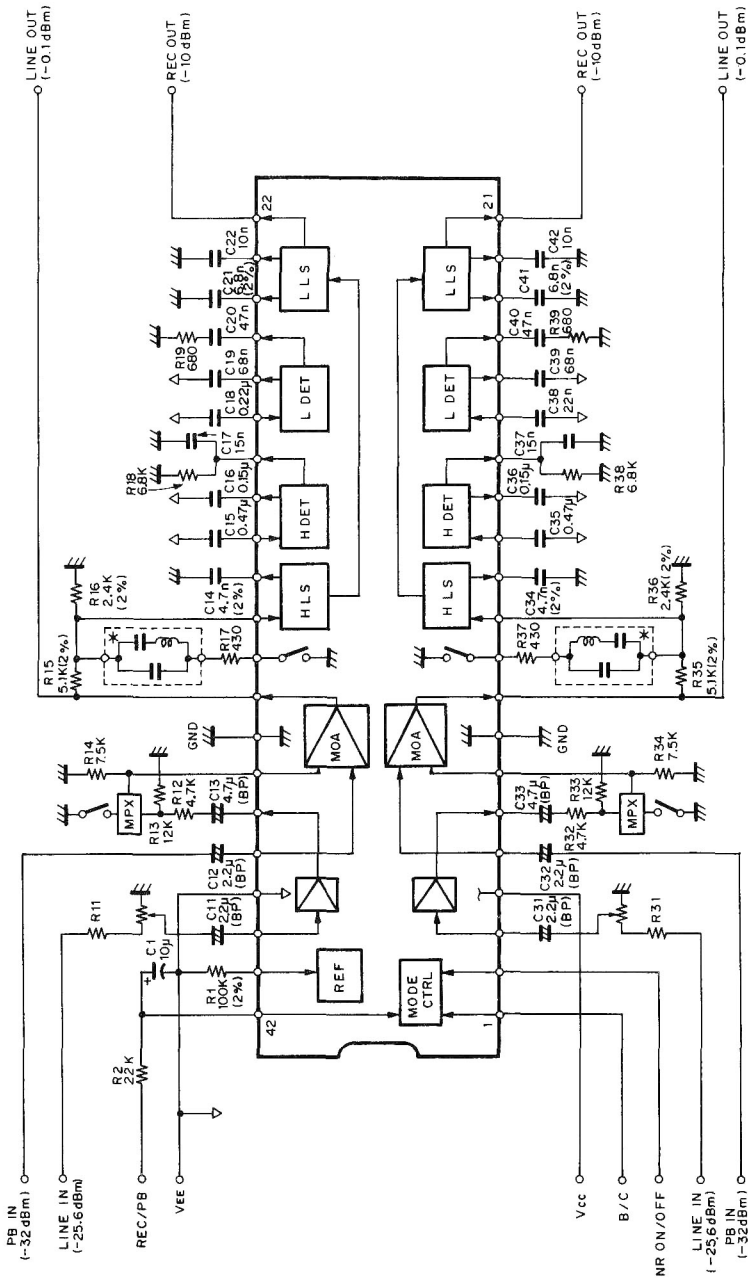 LINE OUT
(-0.1dBm)
REC OUT
(-10dBm)
REC OUT
(-10dBm)
LINE OUT
(-0.1dBm)
22
21
LLS
LLS
C22
10n
C21
6.8n
(2%)
C20
47n
R19
680
C19
68n
C18
0.22μ
C17
15n
R18
6.8K
C16
0.15μ
C15
0.47μ
C14
4.7n
(2%)
R16
2.4K
(2%)
R15
5.1K(2%)
*
R17
430
L DET
H DET
HLS
L DET
H DET
HLS
C42
10n
C41
6.8n
(2%)
C40
47n
R39
680
C39
68n
C38
22n
C37
15n
R38
6.8K
C36
0.15μ
C35
0.47μ
C34
4.7n
(2%)
R36
2.4K(2%)
R35
5.1K(2%)
R37
430
*
GND
GND
MOA
MOA
R14
7.5K
MPX
R13
12K
R12
4.7K
C13
4.7μ
(BP)
C12
2.2μ
(BP)
C11
2.2μ
(BP)
R11
C1
10μ
+
R1
100K
(2%)
R2
22K
R34
7.5K
R33
12K
MPX
R32
4.7K
C33
4.7μ
(BP)
C32
2.2μ
(BP)
C31
2.2μ
(BP)
R31
REF
MODE
CTRL
42
1
PB IN
(-32dBm)
LINE IN
(-25.6dBm)
REC/PB
VEE
Vcc
B/C
NR ON/OFF
LINE IN
(-25.6dBm)
PB IN
(-32dBm)